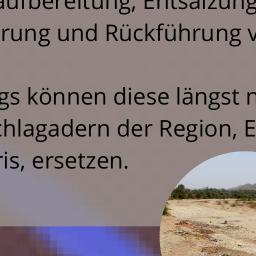 aufbereitung, Entsalzung
rung und Rückführung
gs können diese längst
chlagadern der Region,
ris, ersetzen.